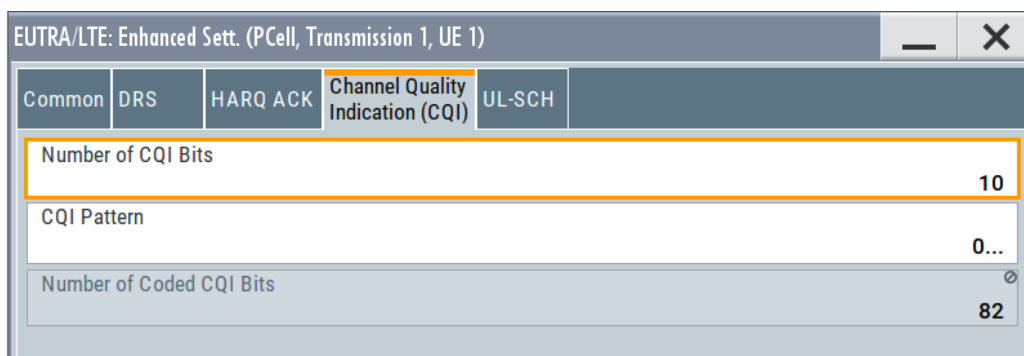 EUTRA/LTE: Enhanced Sett. (PCell, Transmission 1, UE 1)
Common DRS HARQ ACK Channel Quality Indication (CQI) UL-SCH
Number of CQI Bits
10
CQI Pattern
0...
Number of Coded CQI Bits
82